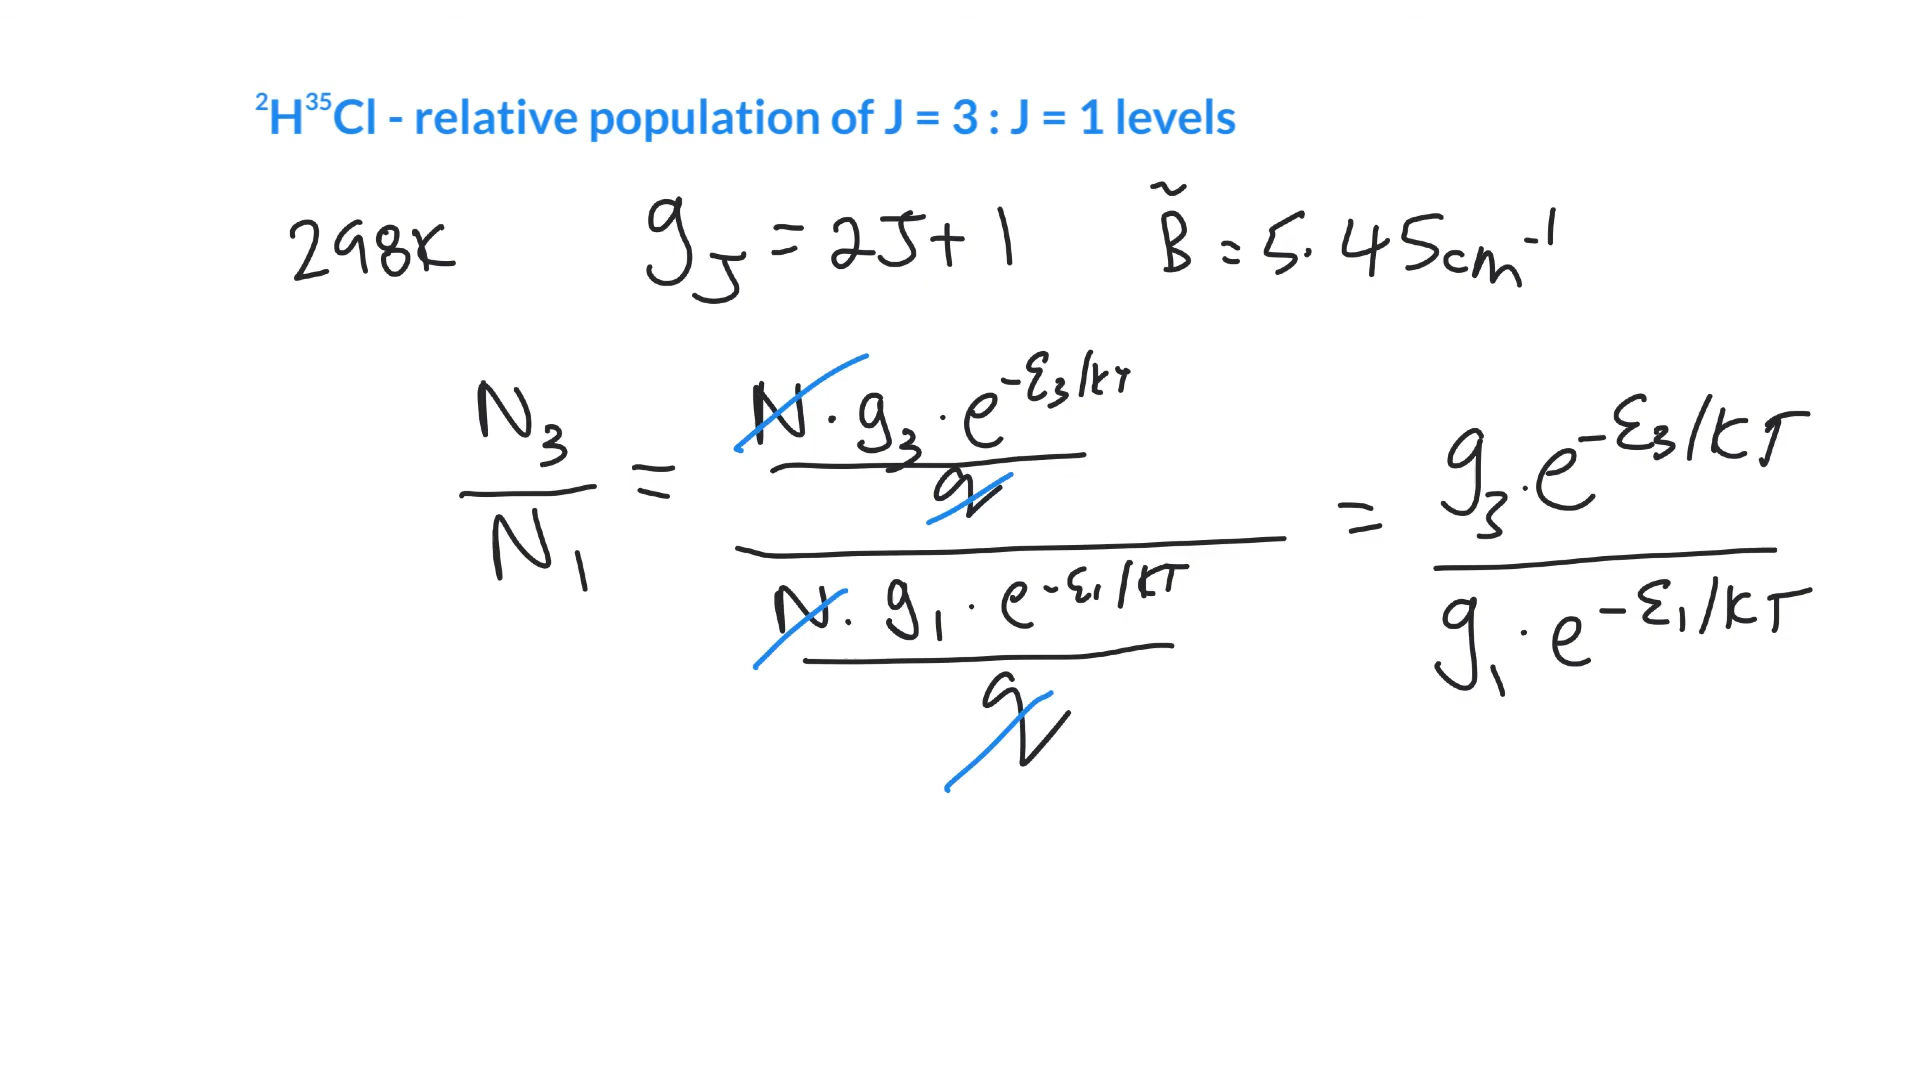 ²H³⁵Cl - relative population of J = 3 : J = 1 levels
298K g_J = 2J + 1 B̃ = 5.45cm⁻¹
N₃/N₁ = (N · g₃ · e^(-ε₃/kT) / q) / (N · g₁ · e^(-ε₁/kT) / q) = g₃ · e^(-ε₃/kT) / g₁ · e^(-ε₁/kT)